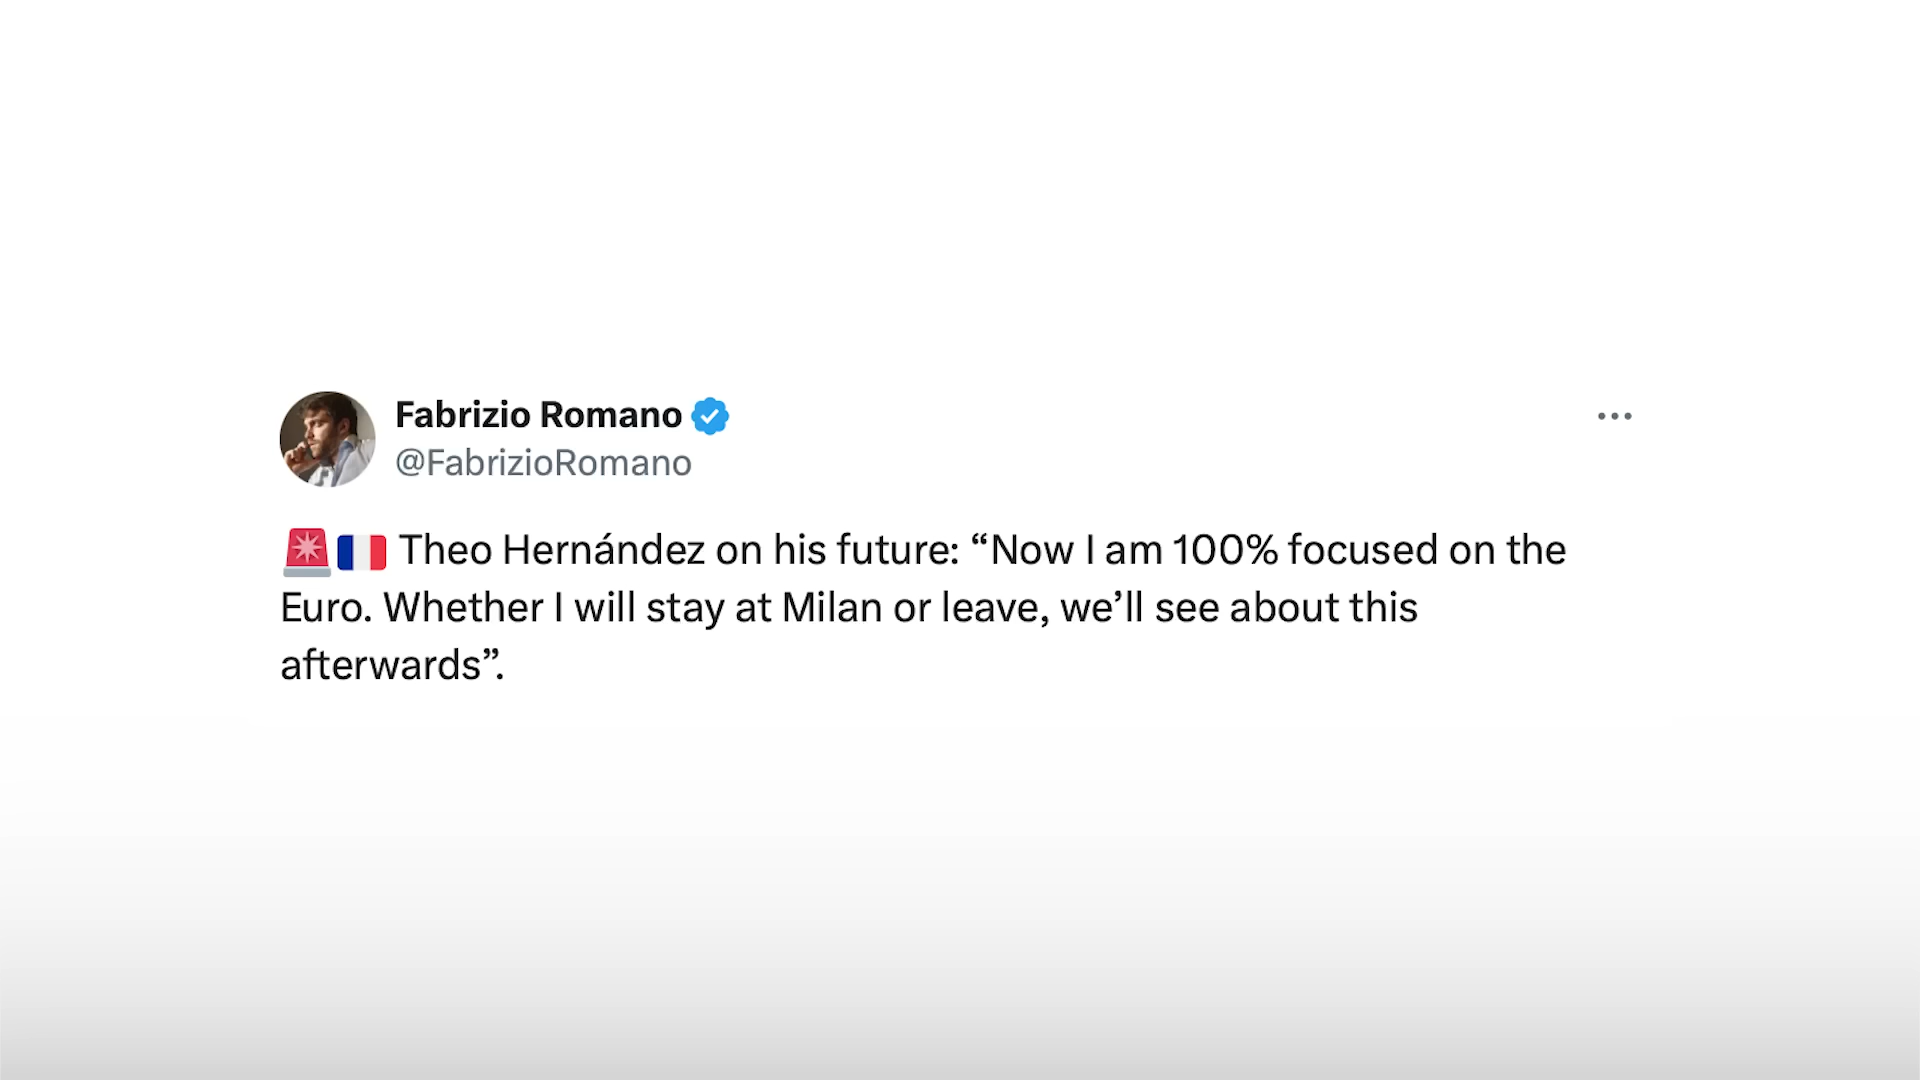 Fabrizio Romano
@FabrizioRomano
🚨🇫🇷 Theo Hernández on his future: “Now I am 100% focused on the
Euro. Whether I will stay at Milan or leave, we’ll see about this
afterwards”.